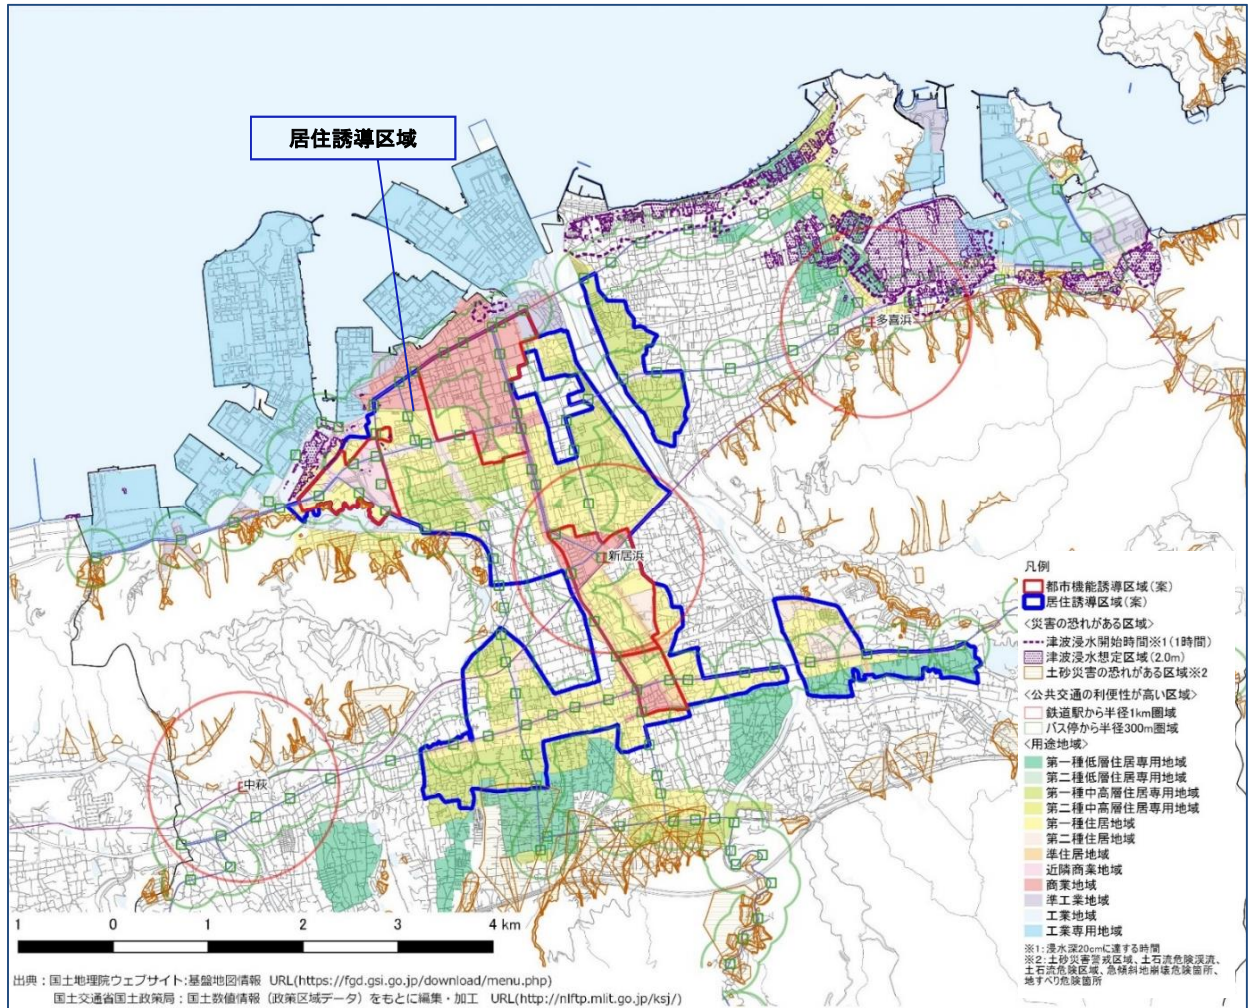 居住誘導区域
多喜浜
新居浜
中萩
凡例
都市機能誘導区域(案)
居住誘導区域(案)
<災害の恐れがある区域>
津波浸水開始時間※1(1時間)
津波浸水想定区域(2.0m)
土砂災害の恐れがある区域※2
<公共交通の利便性が高い区域>
鉄道駅から半径1km圏域
バス停から半径300m圏域
<用途地域>
第一種低層住居専用地域
第二種低層住居専用地域
第一種中高層住居専用地域
第二種中高層住居専用地域
第一種住居地域
第二種住居地域
準住居地域
近隣商業地域
商業地域
準工業地域
工業地域
工業専用地域
※1:浸水深20cmに達する時間
※2:土砂災害警戒区域、土石流危険渓流、
土石流危険区域、急傾斜地崩壊危険箇所、
地すべり危険箇所
1 0 1 2 3 4 km
出典:国土地理院ウェブサイト:基盤地図情報 URL(https://fgd.gsi.go.jp/download/menu.php)
国土交通省国土政策局:国土数値情報(政策区域データ)をもとに編集・加工 URL(http://nlftp.mlit.go.jp/ksj/)